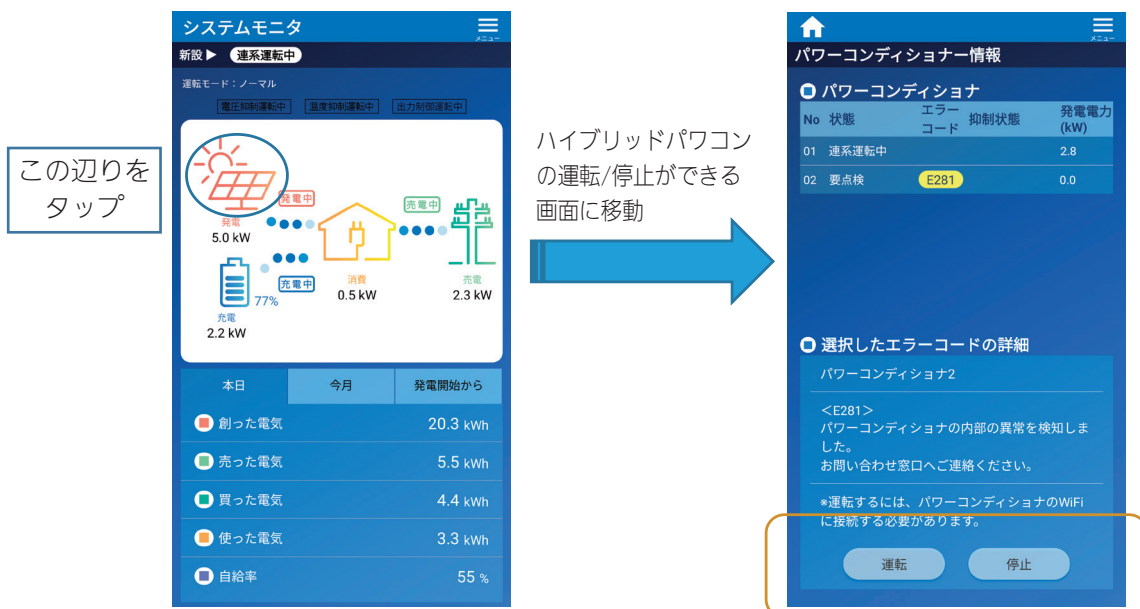 この辺りを
タップ
システムモニタ
メニュー
新設▶ 連系運転中
運転モード：ノーマル
電圧抑制運転中 温度抑制運転中 出力制御運転中
発電中
売電中
発電
5.0 kW
充電中
77%
消費
0.5 kW
売電
2.3 kW
充電
2.2 kW
本日 今月 発電開始から
創った電気 20.3 kWh
売った電気 5.5 kWh
買った電気 4.4 kWh
使った電気 3.3 kWh
自給率 55 %
ハイブリッドパワコン
の運転/停止ができる
画面に移動
メニュー
パワーコンディショナー情報
パワーコンディショナ
No 状態 エラーコード 抑制状態 発電電力(kW)
01 連系運転中 2.8
02 要点検 E281 0.0
選択したエラーコードの詳細
パワーコンディショナ2
<E281>
パワーコンディショナの内部の異常を検知しま
した。
お問い合わせ窓口へご連絡ください。
*運転するには、パワーコンディショナのWiFi
に接続する必要があります。
運転 停止